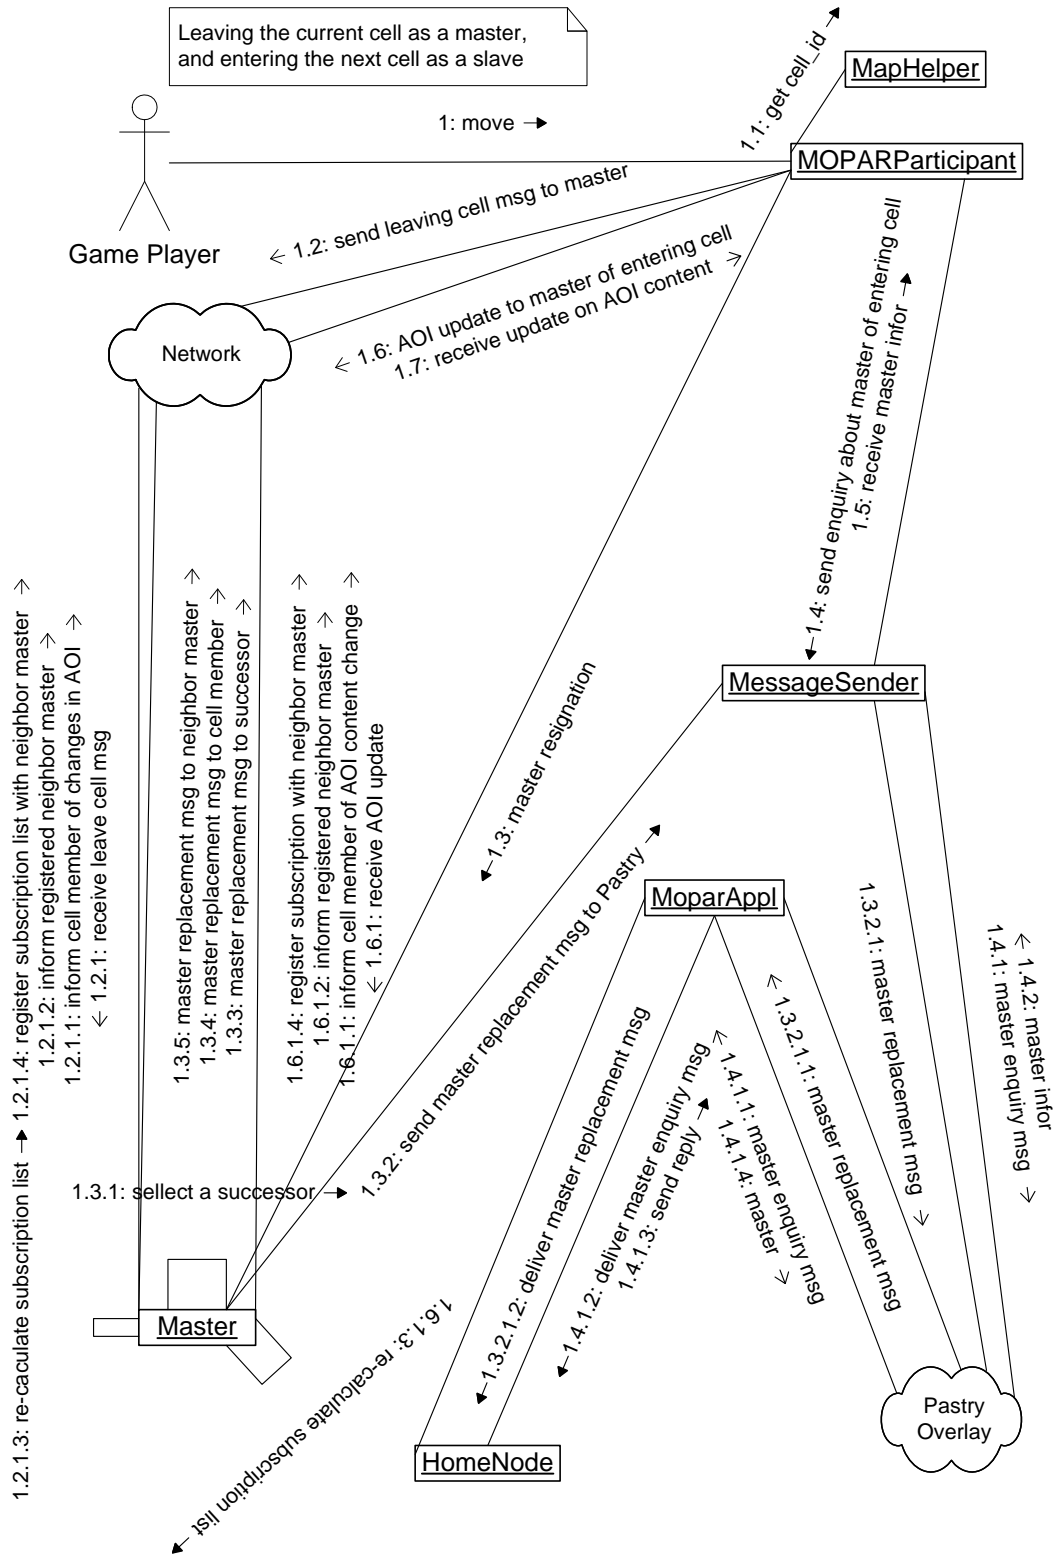 Leaving the current cell as a master,
and entering the next cell as a slave
MapHelper
1.1: get cell_id
1: move
MOPARParticipant
Game Player
1.2: send leaving cell msg to master
1.6: AOI update to master of entering cell
1.7: receive update on AOI content
Network
1.4: send enquiry about master of entering cell
1.5: receive master infor
1.2.1.3: re-caculate subscription list
1.2.1.4: register subscription list with neighbor master
1.2.1.2: inform registered neighbor master
1.2.1.1: inform cell member of changes in AOI
1.2.1: receive leave cell msg
1.3.5: master replacement msg to neighbor master
1.3.4: master replacement msg to cell member
1.3.3: master replacement msg to successor
1.6.1.4: register subscription with neighbor master
1.6.1.2: inform registered neighbor master
1.6.1.1: inform cell member of AOI content change
1.6.1: receive AOI update
1.3: master resignation
MessageSender
1.3.2: send master replacement msg to Pastry
MoparAppl
1.3.2.1: master replacement msg
1.4.2: master infor
1.4.1: master enquiry msg
1.3.2.1.1: master replacement msg
1.4.1.1: master enquiry msg
1.4.1.4: master
1.3.2.1.2: deliver master replacement msg
1.4.1.2: deliver master enquiry msg
1.4.1.3: send reply
1.3.1: sellect a successor
Master
1.6.1.3: re-calculate subscription list
Pastry
Overlay
HomeNode